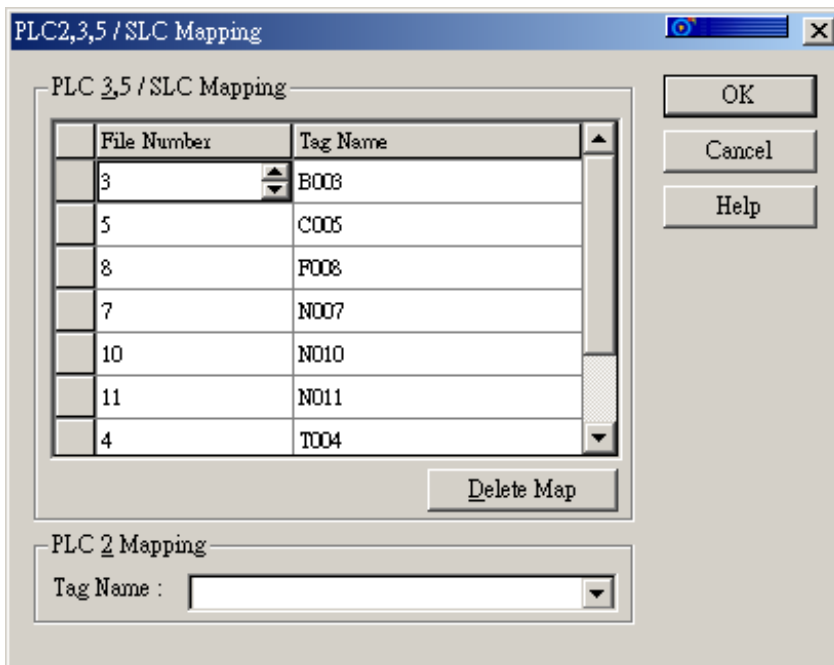 PLC2,3,5 / SLC Mapping
PLC 3,5 / SLC Mapping
File Number Tag Name
3 B003
5 C005
8 F008
7 N007
10 N010
11 N011
4 T004
Delete Map
PLC 2 Mapping
Tag Name :
OK
Cancel
Help